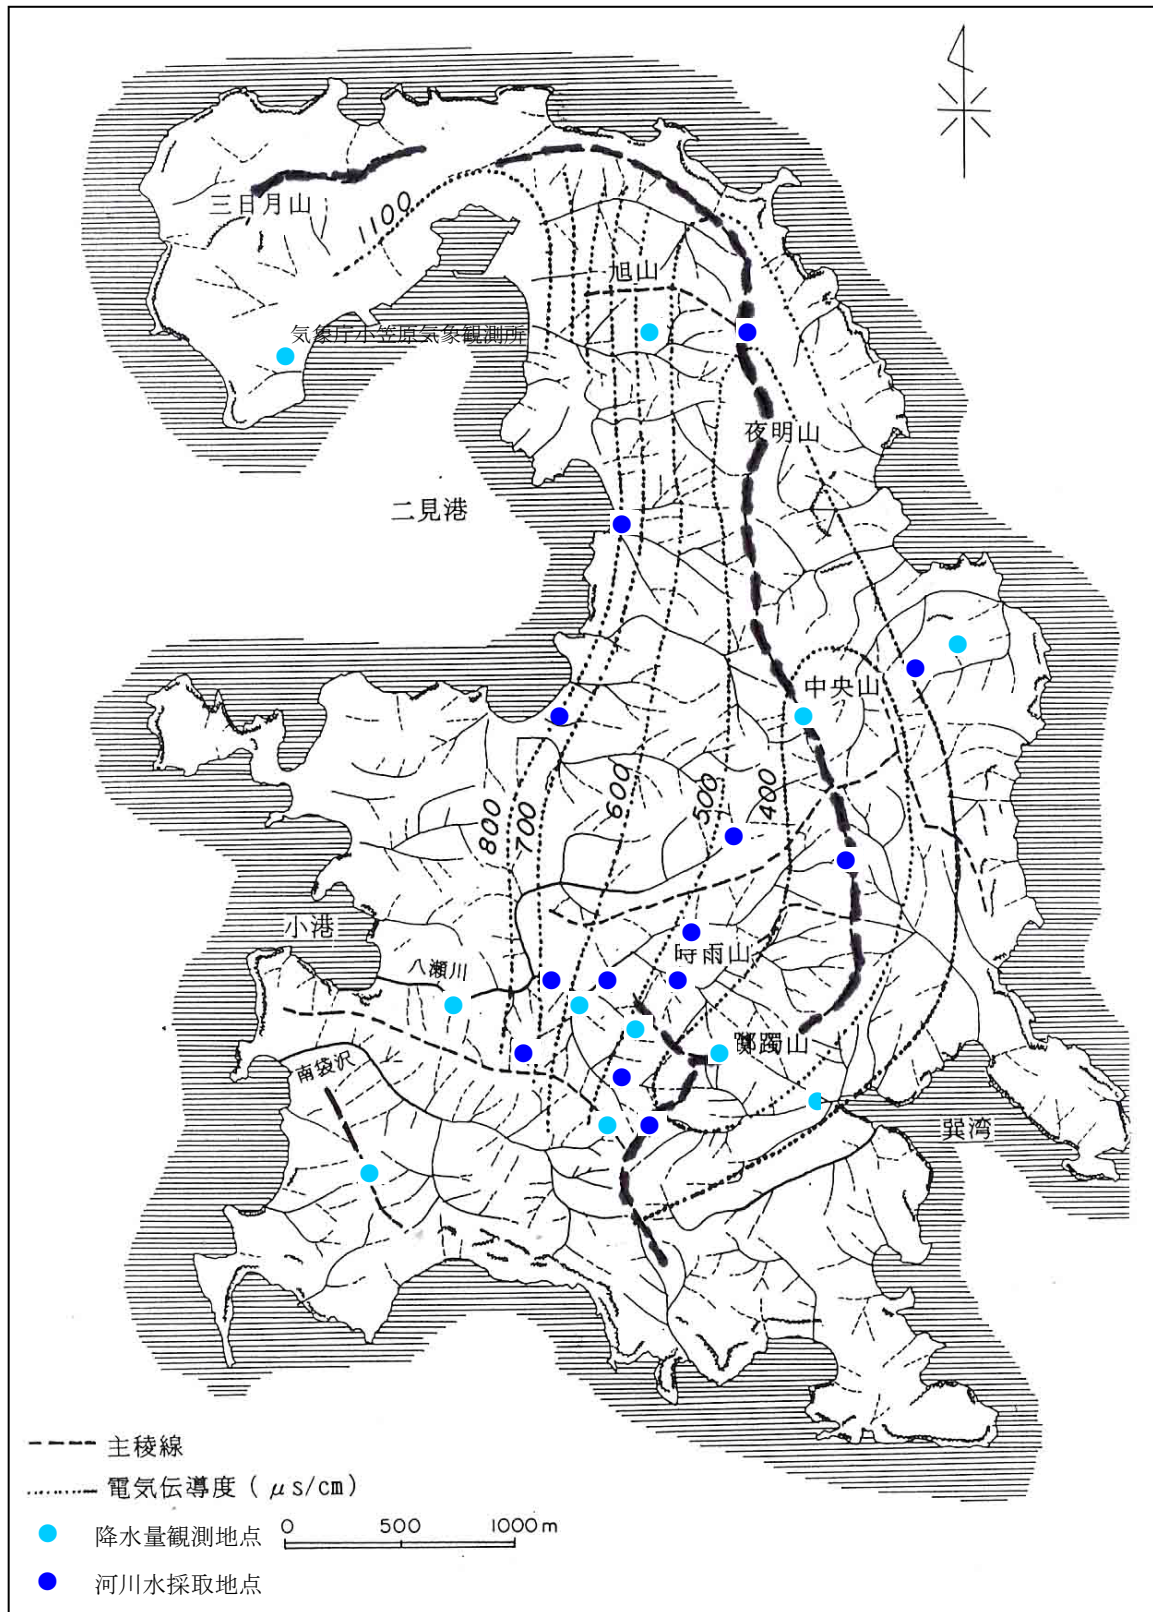 三日月山
1100
旭山
気象庁小笠原気象観測所
夜明山
二見港
中央山
800
700
600
500
400
小港
八瀬川
時雨山
躑躅山
南袋沢
巽湾
主稜線
電気伝導度 ( μs/cm)
0 500 1000m
降水量観測地点
河川水採取地点